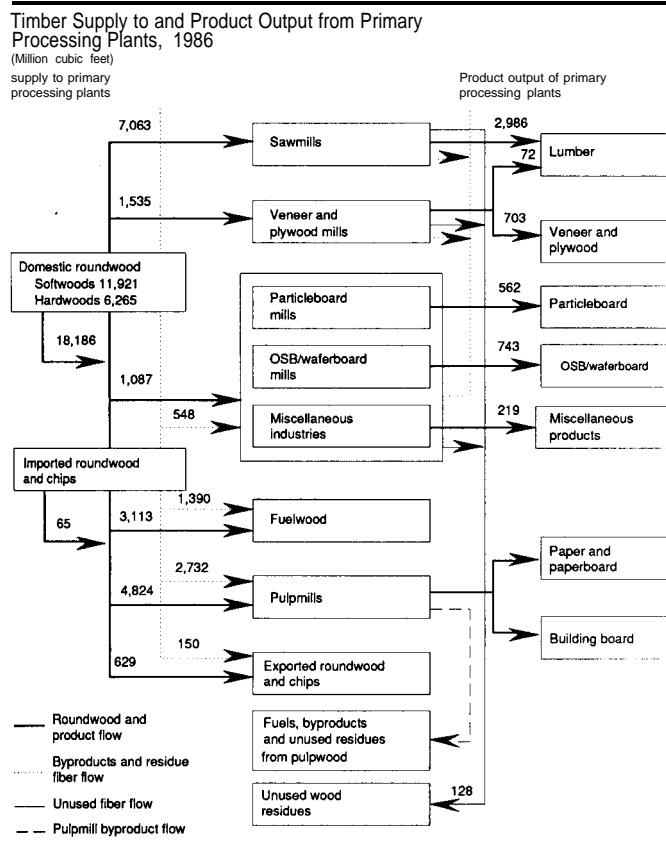 Timber Supply to and Product Output from Primary
Processing Plants, 1986
(Million cubic feet)
supply to primary
processing plants
Product output of primary
processing plants
7,063
Sawmills
2,986
Lumber
72
1,535
Veneer and
plywood mills
703
Veneer and
plywood
Domestic roundwood
Softwoods 11,921
Hardwoods 6,265
18,186
Particleboard
mills
562
Particleboard
1,087
OSB/waferboard
mills
743
OSB/waferboard
548
Miscellaneous
industries
219
Miscellaneous
products
Imported roundwood
and chips
65
1,390
3,113
Fuelwood
2,732
4,824
Pulpmills
Paper and
paperboard
Building board
150
629
Exported roundwood
and chips
Fuels, byproducts
and unused residues
from pulpwood
Unused wood
residues
128
Roundwood and
product flow
Byproducts and residue
fiber flow
Unused fiber flow
Pulpmill byproduct flow